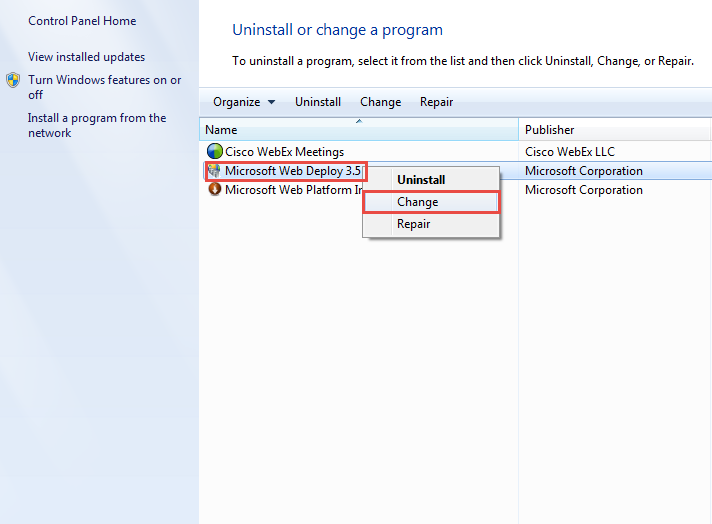 Control Panel Home
View installed updates
Turn Windows features on or
off
Install a program from the
network
Uninstall or change a program
To uninstall a program, select it from the list and then click Uninstall, Change, or Repair.
Organize Uninstall Change Repair
Name Publisher
Cisco WebEx Meetings Cisco WebEx LLC
Microsoft Web Deploy 3.5 Microsoft Corporation
Microsoft Web Platform In Microsoft Corporation
Uninstall
Change
Repair